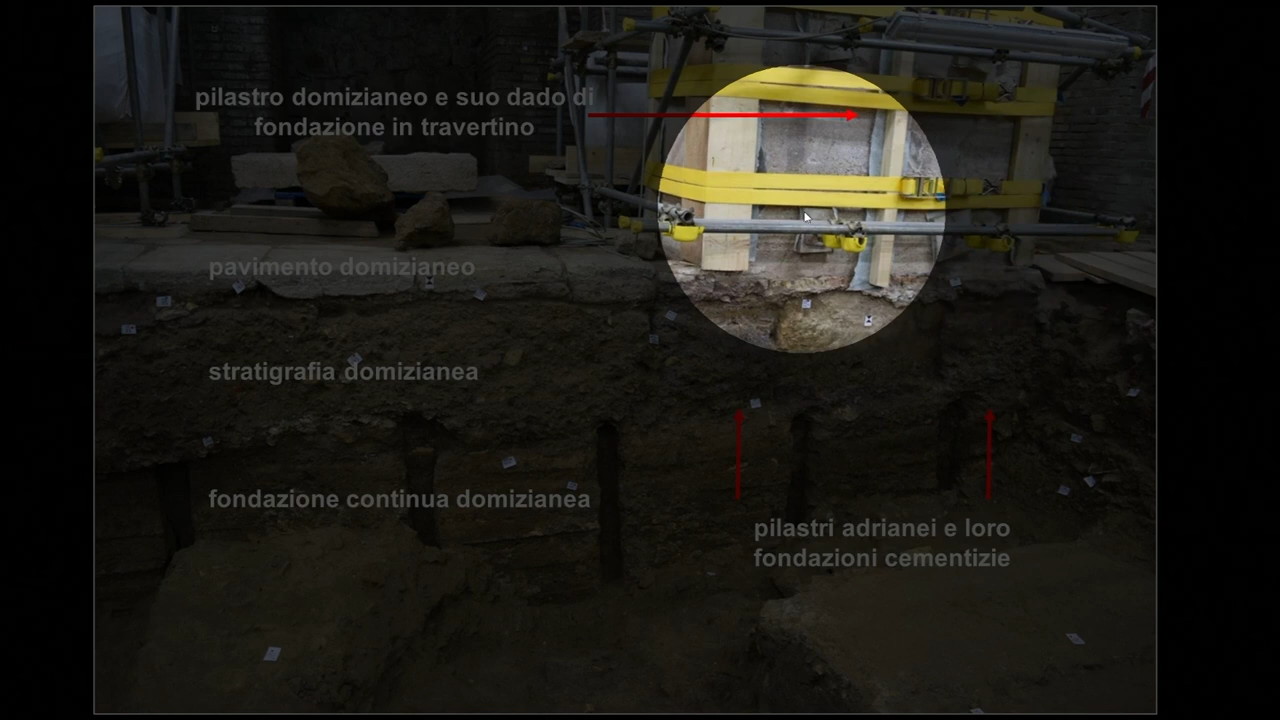 pilastro domizianeo e suo dado di
fondazione in travertino
pavimento domizianeo
stratigrafia domizianea
fondazione continua domizianea
pilastri adrianei e loro
fondazioni cementizie